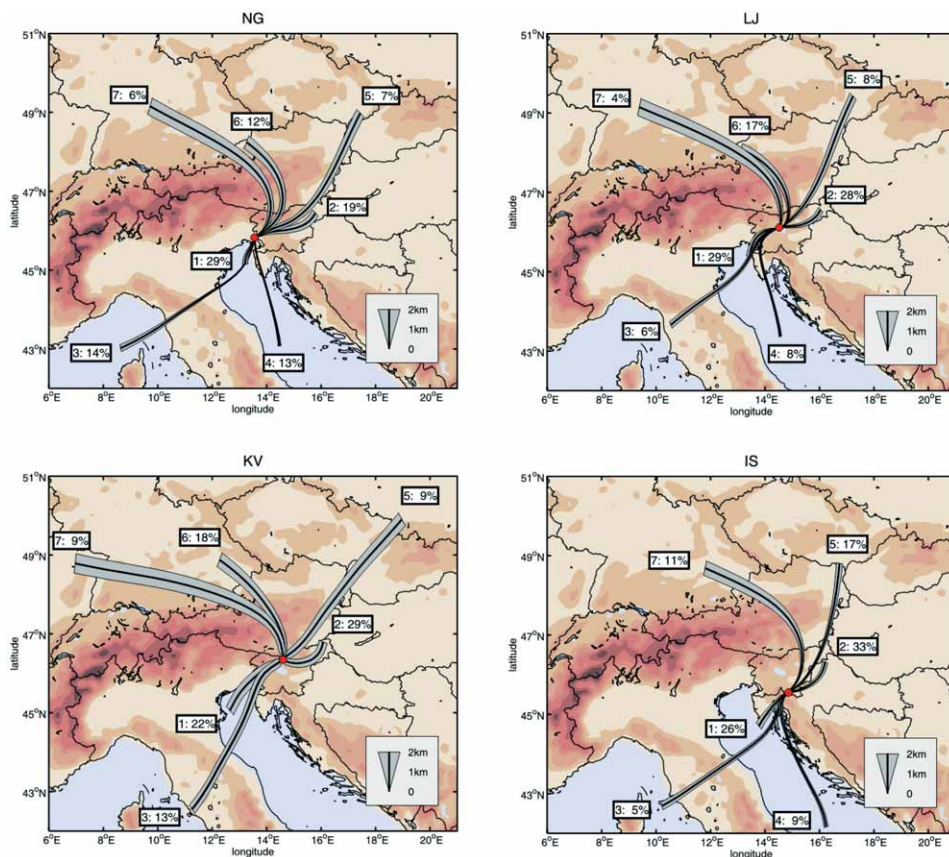 NG
51°N
49°N
47°N
45°N
43°N
latitude
7: 6%
6: 12%
5: 7%
2: 19%
1: 29%
3: 14%
4: 13%
2km
1km
0
6°E 8°E 10°E 12°E 14°E 16°E 18°E 20°E
longitude
LJ
51°N
49°N
47°N
45°N
43°N
latitude
7: 4%
6: 17%
5: 8%
2: 28%
1: 29%
3: 6%
4: 8%
2km
1km
0
6°E 8°E 10°E 12°E 14°E 16°E 18°E 20°E
longitude
KV
51°N
49°N
47°N
45°N
43°N
latitude
7: 9%
6: 18%
5: 9%
2: 29%
1: 22%
3: 13%
2km
1km
0
6°E 8°E 10°E 12°E 14°E 16°E 18°E 20°E
longitude
IS
51°N
49°N
47°N
45°N
43°N
latitude
7: 11%
5: 17%
2: 33%
1: 26%
3: 5%
4: 9%
2km
1km
0
6°E 8°E 10°E 12°E 14°E 16°E 18°E 20°E
longitude